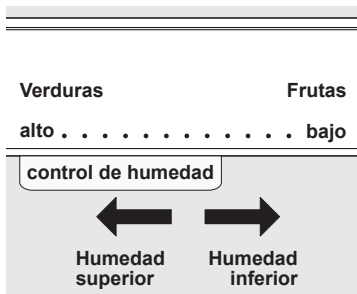 Verduras Frutas
alto . . . . . . . . . . . . bajo
control de humedad
Humedad Humedad
superior inferior